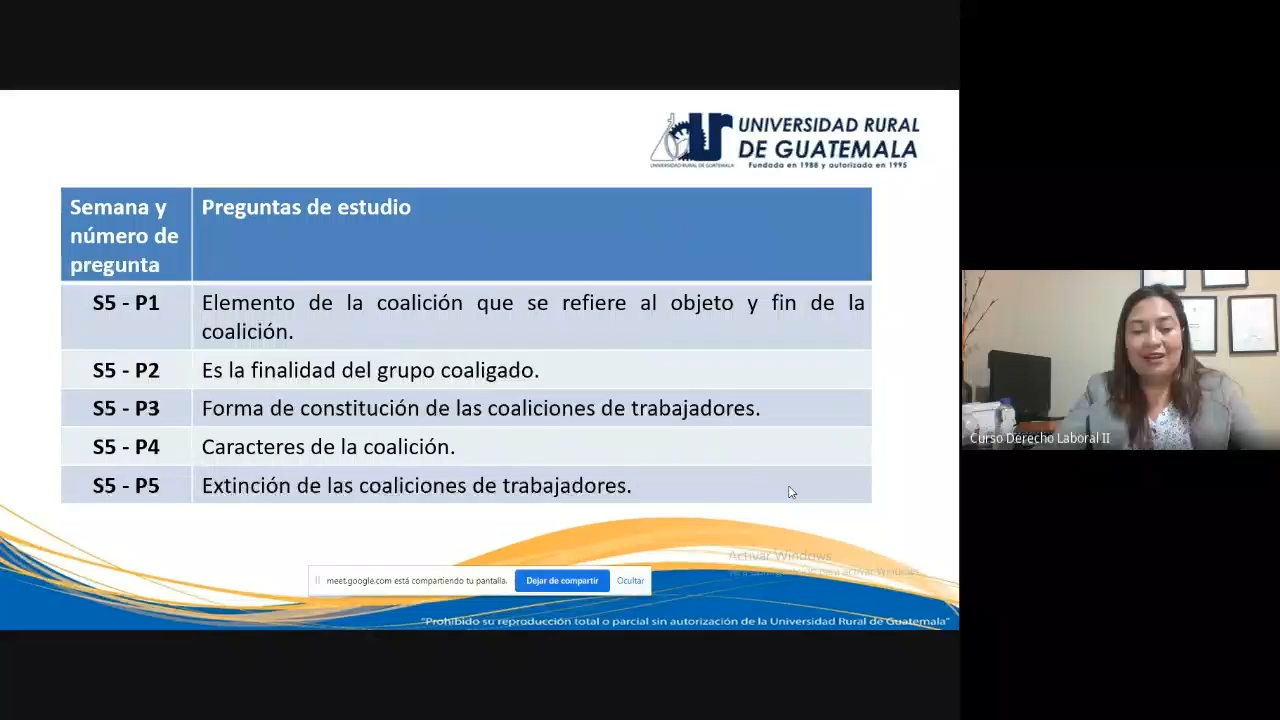 UNIVERSIDAD RURAL
DE GUATEMALA
UNIVERSIDAD RURAL DE GUATEMALA
Fundada en 1988 y autorizada en 1995
Semana y
número de
pregunta
Preguntas de estudio
S5 - P1
Elemento de la coalición que se refiere al objeto y fin de la
coalición.
S5 - P2
Es la finalidad del grupo coaligado.
S5 - P3
Forma de constitución de las coaliciones de trabajadores.
S5 - P4
Caracteres de la coalición.
S5 - P5
Extinción de las coaliciones de trabajadores.
Curso Derecho Laboral II
Activar Windows
meet.google.com está compartiendo tu pantalla.
Dejar de compartir
Ocultar
"Prohibido su reproducción total o parcial sin autorización de la Universidad Rural de Guatemala"